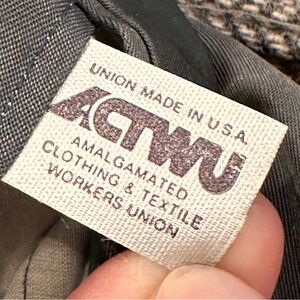 UNION MADE IN U.S.A.
ACTWU
AMALGAMATED
CLOTHING & TEXTILE
WORKERS UNION